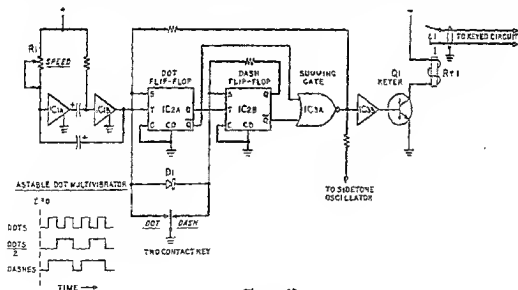 R1
SPEED
IC1A
IC1B
DOT
FLIP-FLOP
S
Q
IC2A
T
C
CD
Q̅
DASH
FLIP-FLOP
S
Q
T
IC2B
C
CD
Q̅
SUMMING
GATE
IC3A
IC3B
Q1
KEYER
TO KEYED CIRCUIT
RY1
ASTABLE DOT MULTIVIBRATOR
D1
DOT
DASH
TWO CONTACT KEY
TO SIDETONE
OSCILLATOR
t=0
DOTS
DOTS
2
DASHES
TIME